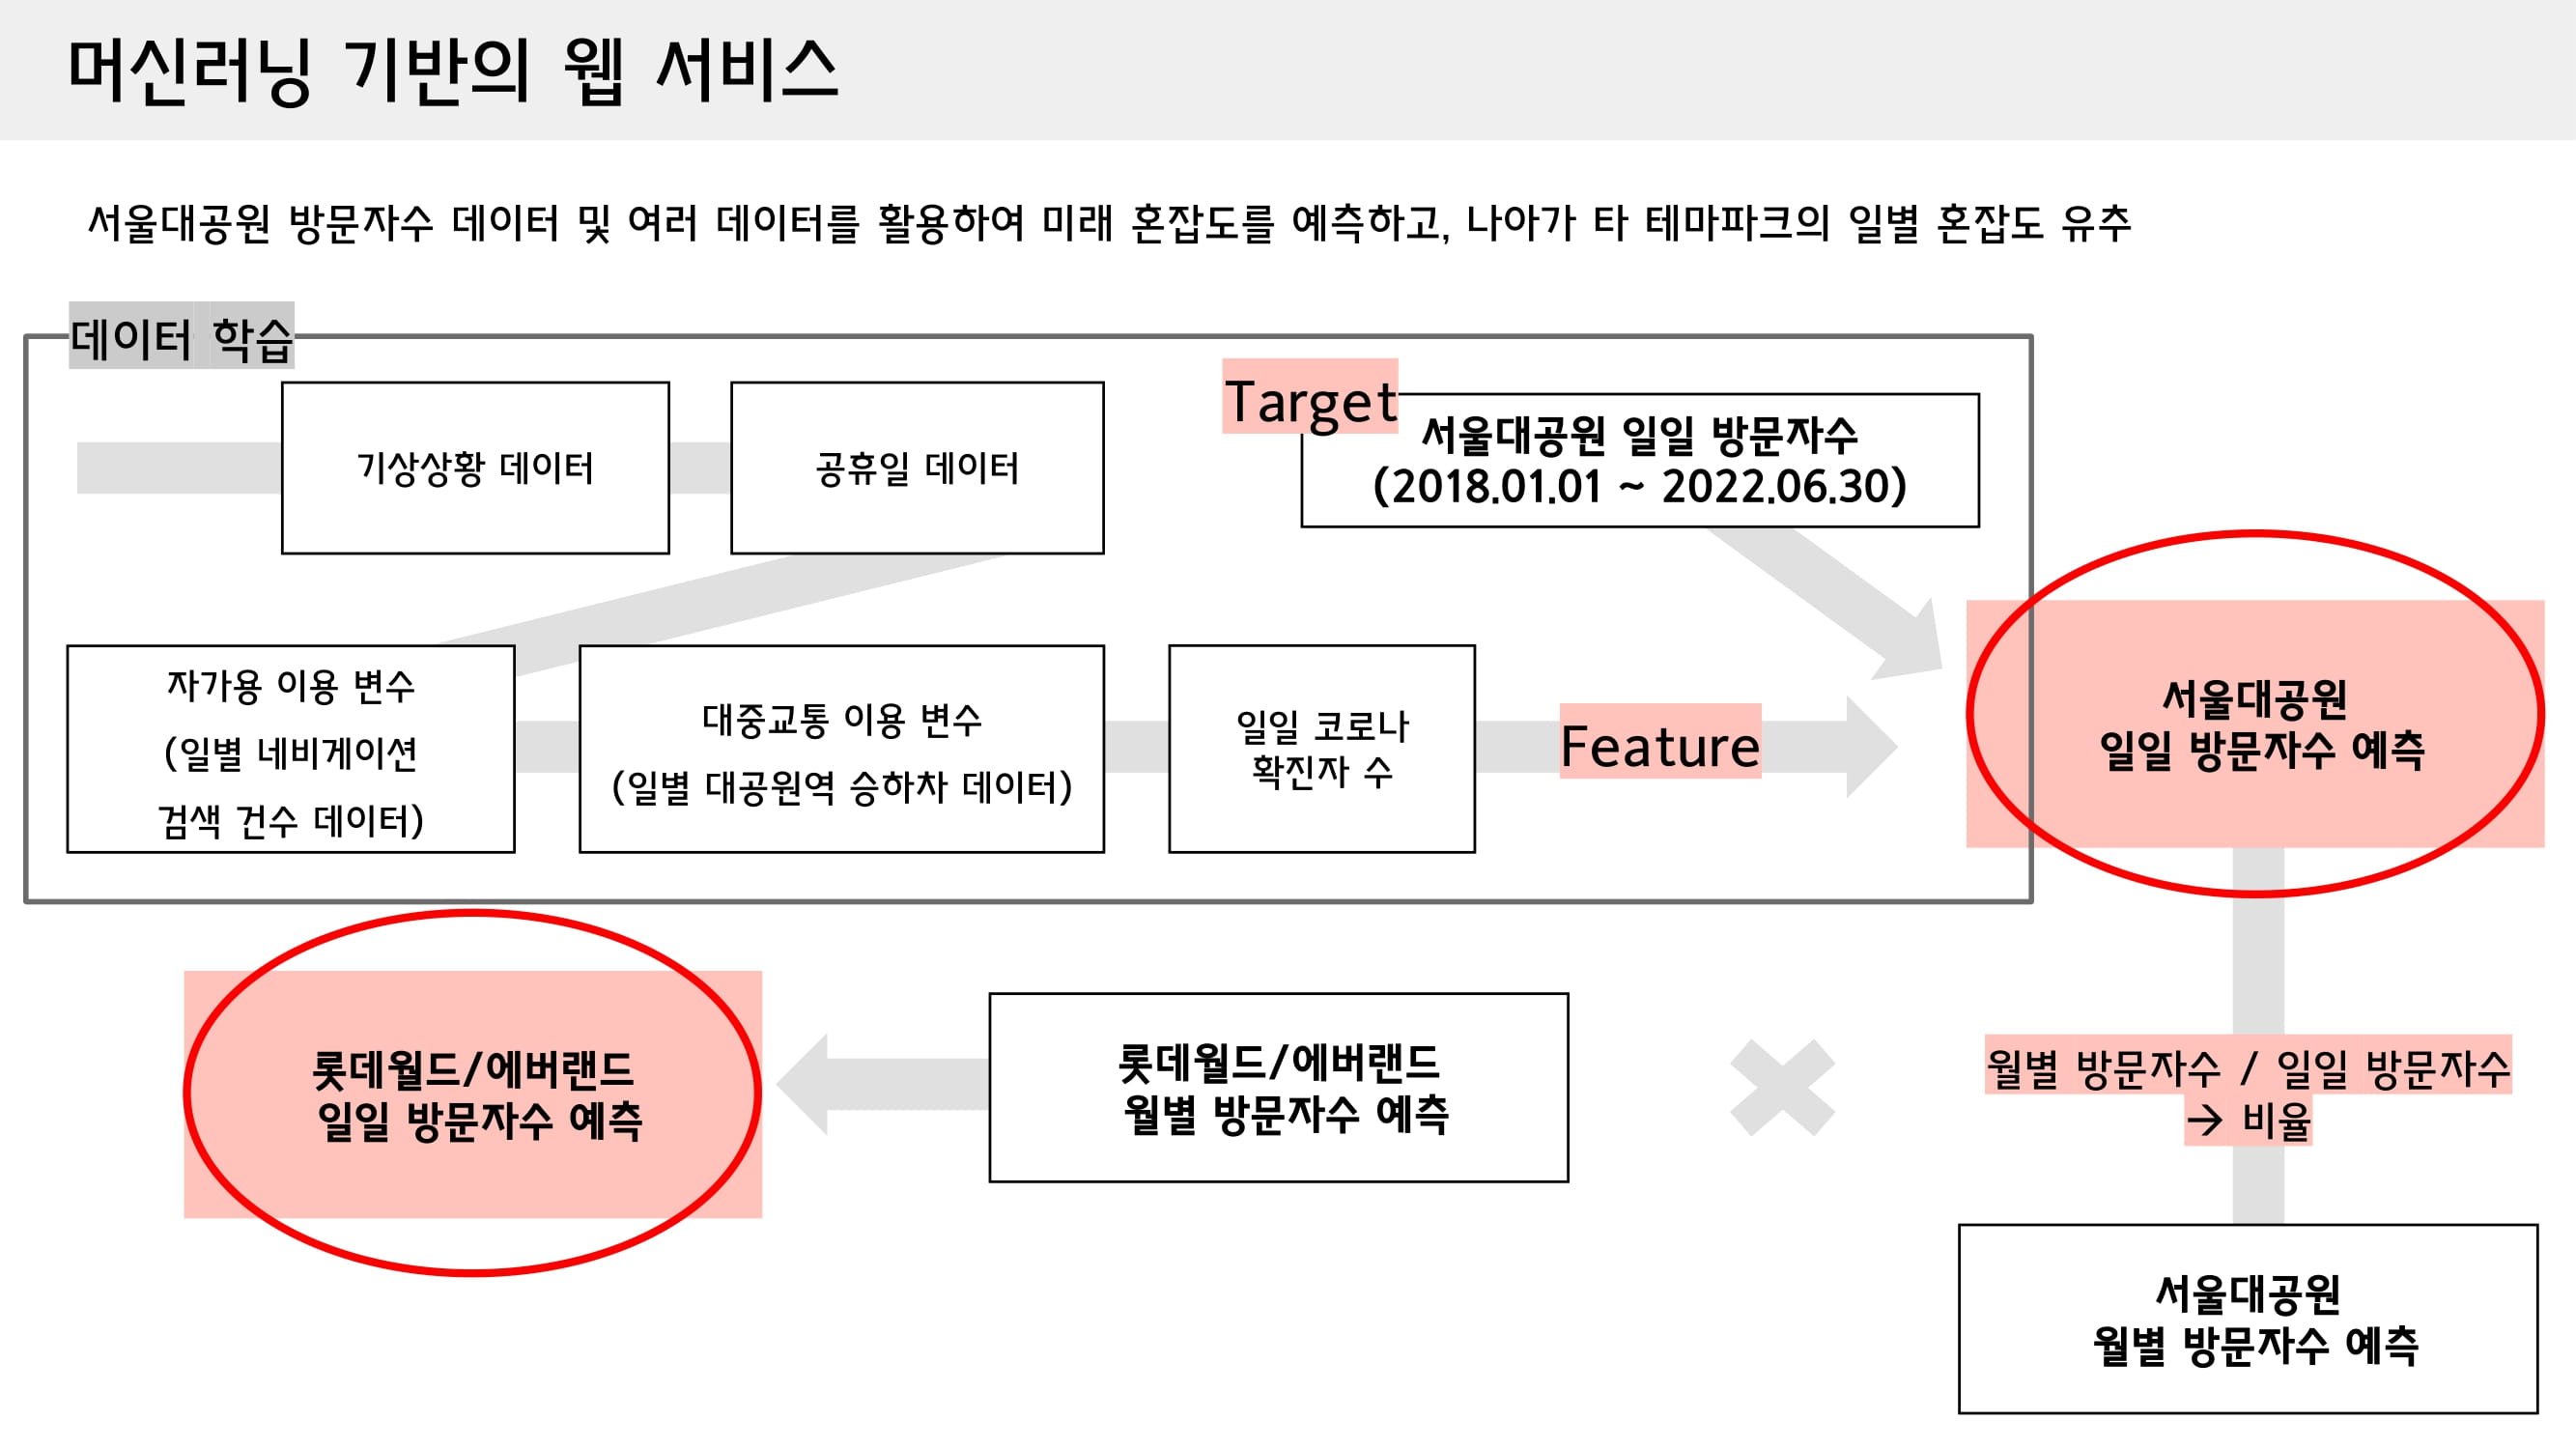 머신러닝 기반의 웹 서비스
서울대공원 방문자수 데이터 및 여러 데이터를 활용하여 미래 혼잡도를 예측하고, 나아가 타 테마파크의 일별 혼잡도 유추
데이터 학습
기상상황 데이터
공휴일 데이터
Target
서울대공원 일일 방문자수
(2018.01.01 ~ 2022.06.30)
자가용 이용 변수
(일별 네비게이션
검색 건수 데이터)
대중교통 이용 변수
(일별 대공원역 승하차 데이터)
일일 코로나
확진자 수
Feature
서울대공원
일일 방문자수 예측
롯데월드/에버랜드
일일 방문자수 예측
롯데월드/에버랜드
월별 방문자수 예측
월별 방문자수 / 일일 방문자수
→ 비율
서울대공원
월별 방문자수 예측